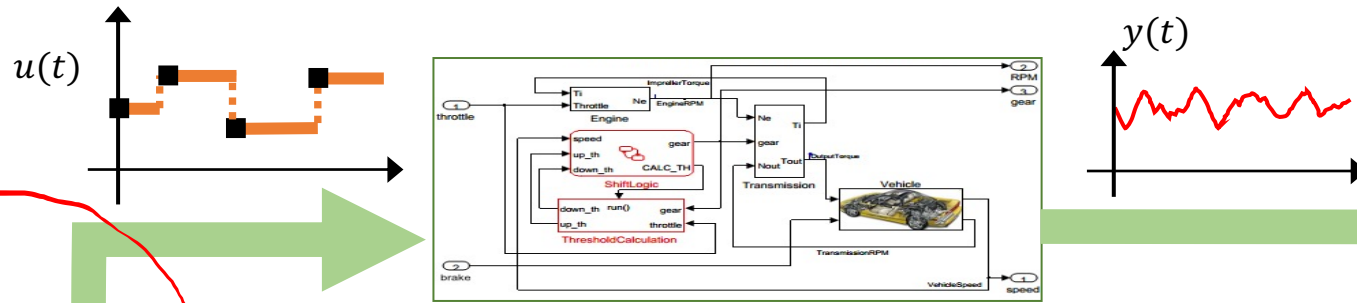 u(t)
y(t)
ImprellerTorque
2
RPM
Ti
Throttle
Ne
EngineRPM
Engine
3
gear
1
throttle
Ne
Ti
gear
Nout
Tout
OutputTorque
Transmission
speed
up_th
down_th
gear
CALC_TH
ShiftLogic
Vehicle
down_th
run()
gear
up_th
throttle
ThresholdCalculation
TransmissionRPM
2
brake
VehicleSpeed
1
speed